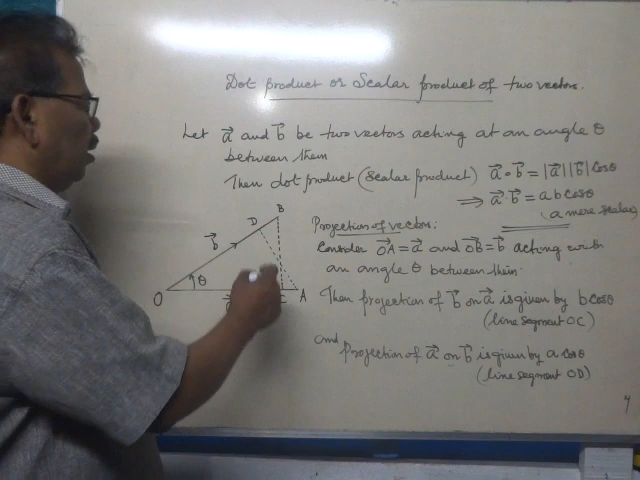 Dot product or Scalar product of two vectors.
Let a⃗ and b⃗ be two vectors acting at an angle θ
between them
Then dot product (scalar product) a⃗ • b⃗ = |a⃗||b⃗| cosθ
⟹ a⃗ · b⃗ = ab cosθ
(a mere scalar)
Projection of vector:
Consider OA⃗ = a⃗ and OB⃗ = b⃗ acting with
an angle θ between them.
Then projection of b⃗ on a⃗ is given by b cosθ
(line segment OC)
and
Projection of a⃗ on b⃗ is given by a cosθ
(line segment OD)
B
D
b⃗
θ
O
C
A
4